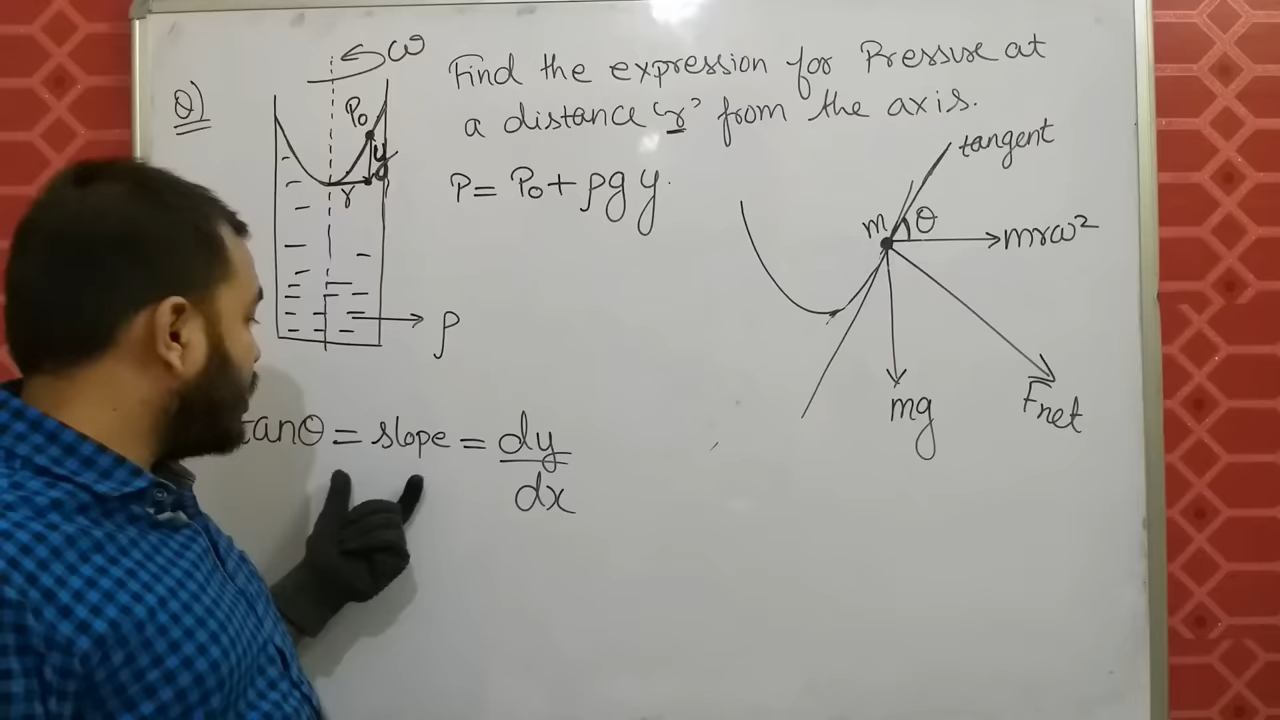 Q)
ω
Find the expression for Pressure at
a distance 'r' from the axis.
P₀
y
r
P = P₀ + ρgy.
ρ
tangent
m
θ
mrω²
mg
Fnet
tanθ = slope = dy/dx